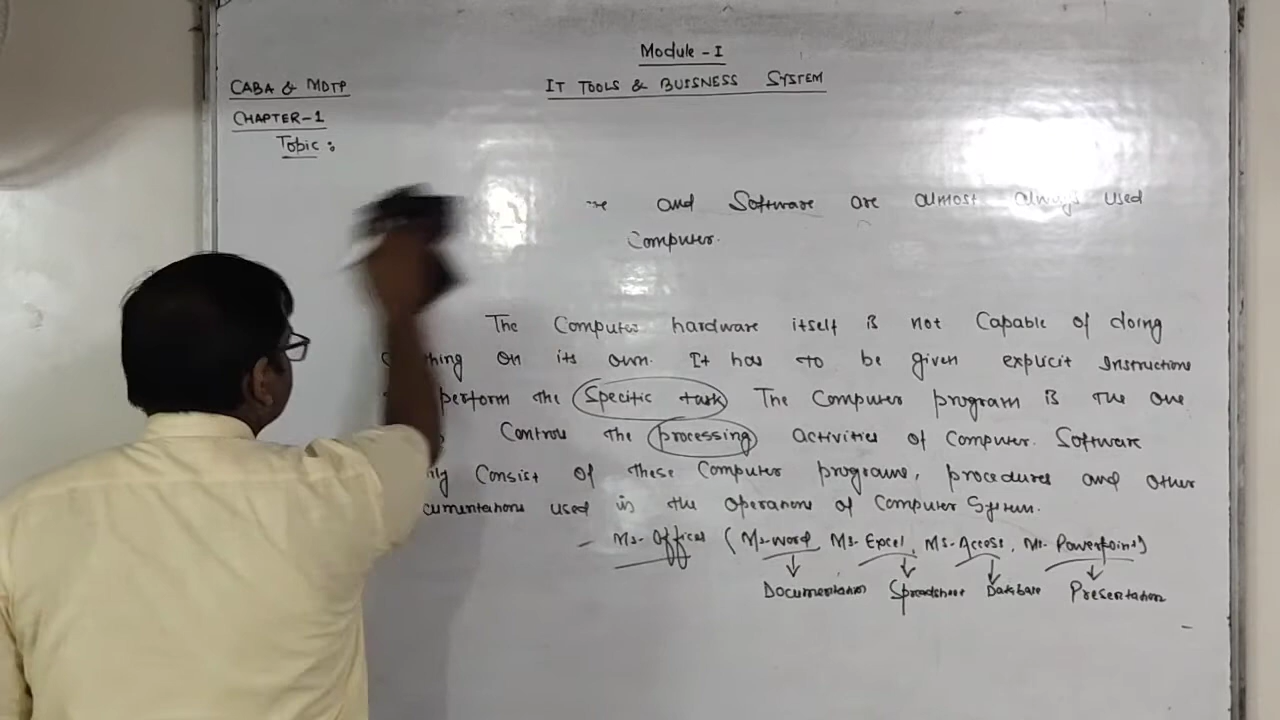 Module - I
CABA & MDTP
IT TOOLS & BUISNESS SYSTEM
CHAPTER-1
Topic :
and Software are almost always used
Computer.
The Computer hardware itself is not Capable of doing
on its own. It has to be given explicit Instructions
perform the Specific task The Computer program is the one
Controls the processing activities of Computer. Software
Consist of these Computer programs, procedures and other
used in the Operations of Computer System.
- Ms- Offices (Ms-Word, Ms- Excel, Ms-Access, Ms- Powerpoint)
Documentation Spreadsheet Database Presentation